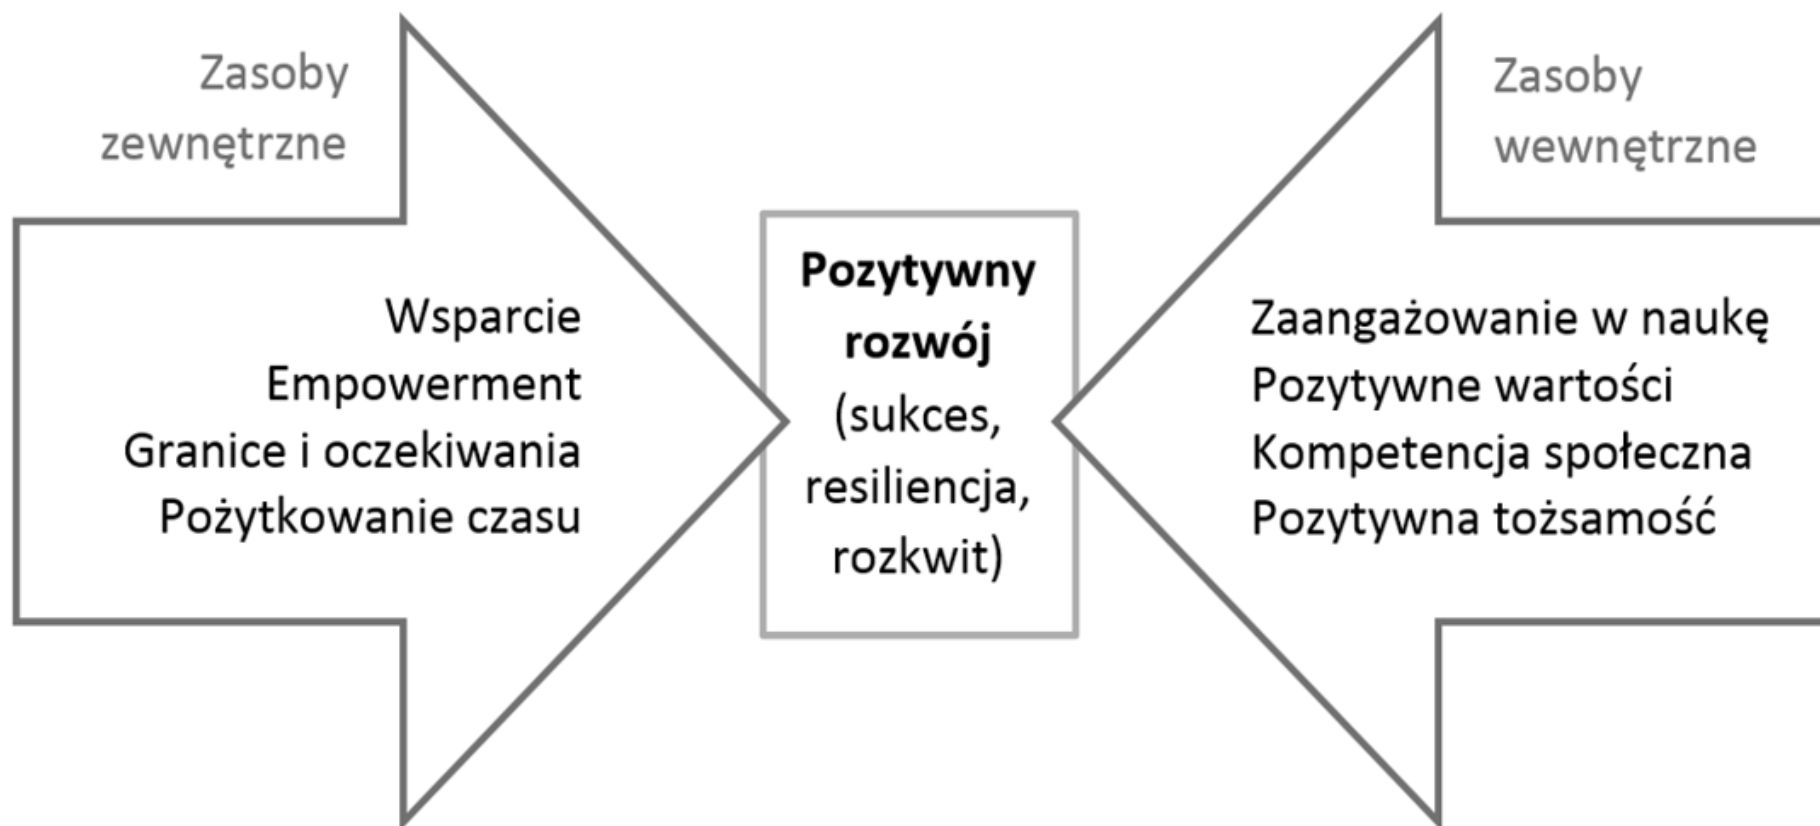 Zasoby
zewnętrzne
Wsparcie
Empowerment
Granice i oczekiwania
Pożytkowanie czasu
Pozytywny
rozwój
(sukces,
resiliencja,
rozkwit)
Zasoby
wewnętrzne
Zaangażowanie w naukę
Pozytywne wartości
Kompetencja społeczna
Pozytywna tożsamość